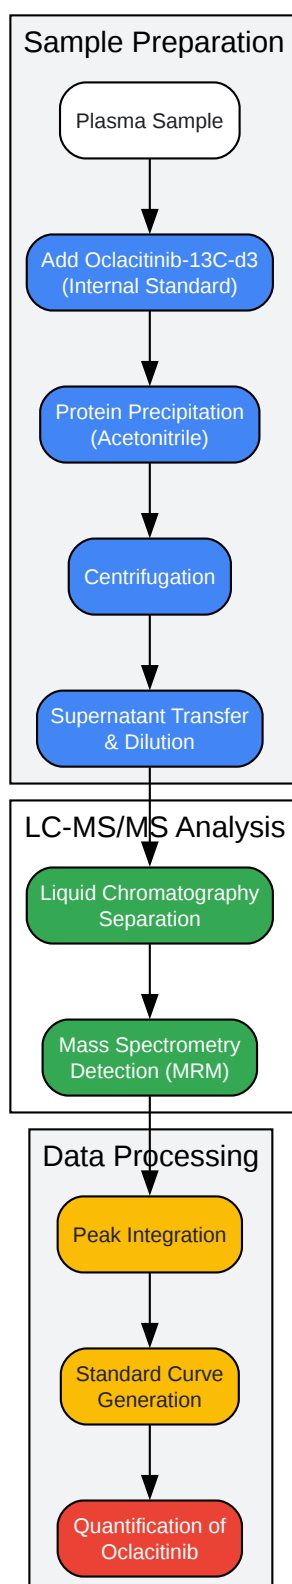 Sample Preparation
Plasma Sample
Add Oclacitinib-13C-d3
(Internal Standard)
Protein Precipitation
(Acetonitrile)
Centrifugation
Supernatant Transfer
& Dilution
LC-MS/MS Analysis
Liquid Chromatography
Separation
Mass Spectrometry
Detection (MRM)
Data Processing
Peak Integration
Standard Curve
Generation
Quantification of
Oclacitinib